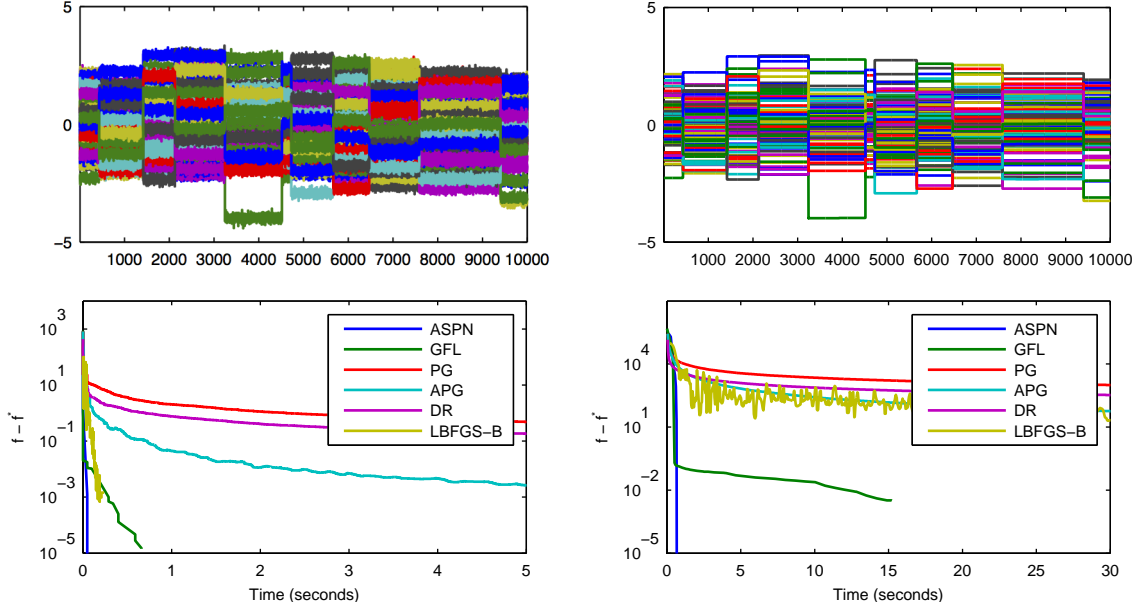 5
0
−5
1000 2000 3000 4000 5000 6000 7000 8000 9000 10000
5
0
−5
1000 2000 3000 4000 5000 6000 7000 8000 9000 10000
10^3
10^1
10^−1
10^−3
10^−5
f − f*
0 1 2 3 4 5
Time (seconds)
ASPN
GFL
PG
APG
DR
LBFGS−B
10^4
10^1
10^−2
10^−5
f − f*
0 5 10 15 20 25 30
Time (seconds)
ASPN
GFL
PG
APG
DR
LBFGS−B